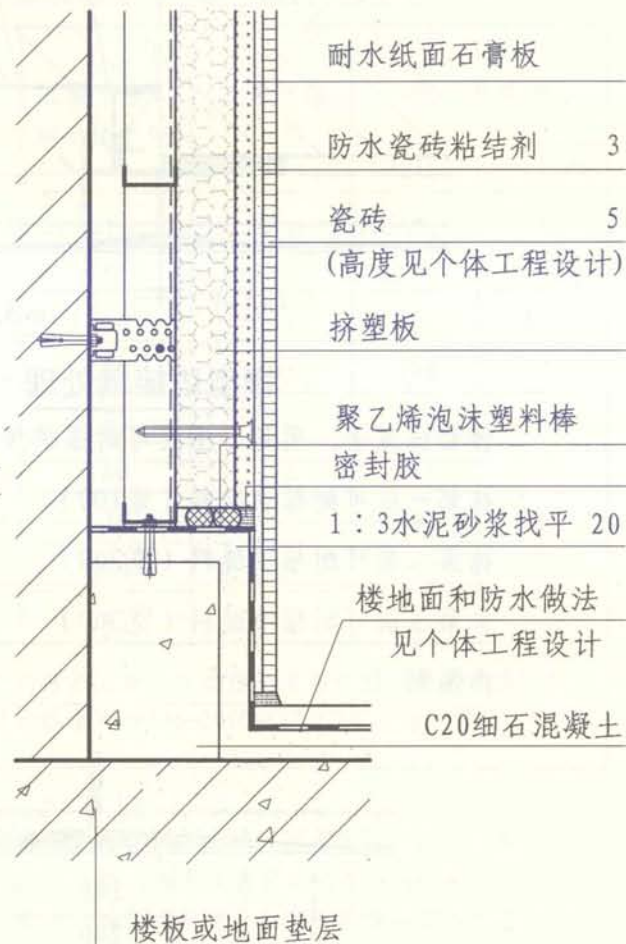 耐水纸面石膏板
防水瓷砖粘结剂 3
瓷砖 5
(高度见个体工程设计)
挤塑板
聚乙烯泡沫塑料棒
密封胶
1：3水泥砂浆找平 20
楼地面和防水做法
见个体工程设计
C20细石混凝土
楼板或地面垫层